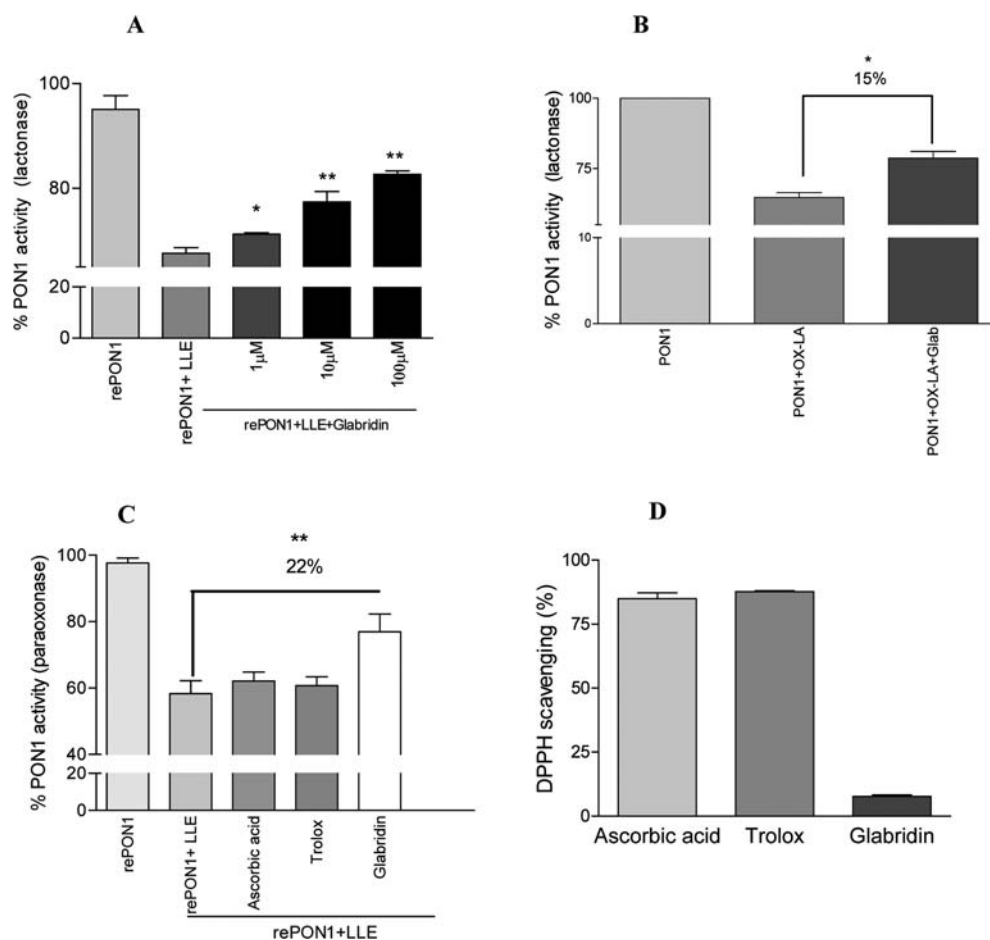 A
% PON1 activity (lactonase)
100
80
20
0
*
**
**
rePON1
rePON1+ LLE
1µM
10µM
100µM
rePON1+LLE+Glabridin
B
% PON1 activity (lactonase)
100
75
10
0
*
15%
PON1
PON1+OX-LA
PON1+OX-LA+Glab
C
% PON1 activity (paraoxonase)
100
80
60
40
20
0
**
22%
rePON1
rePON1+ LLE
Ascorbic acid
Trolox
Glabridin
rePON1+LLE
D
DPPH scavenging (%)
100
75
50
25
0
Ascorbic acid
Trolox
Glabridin